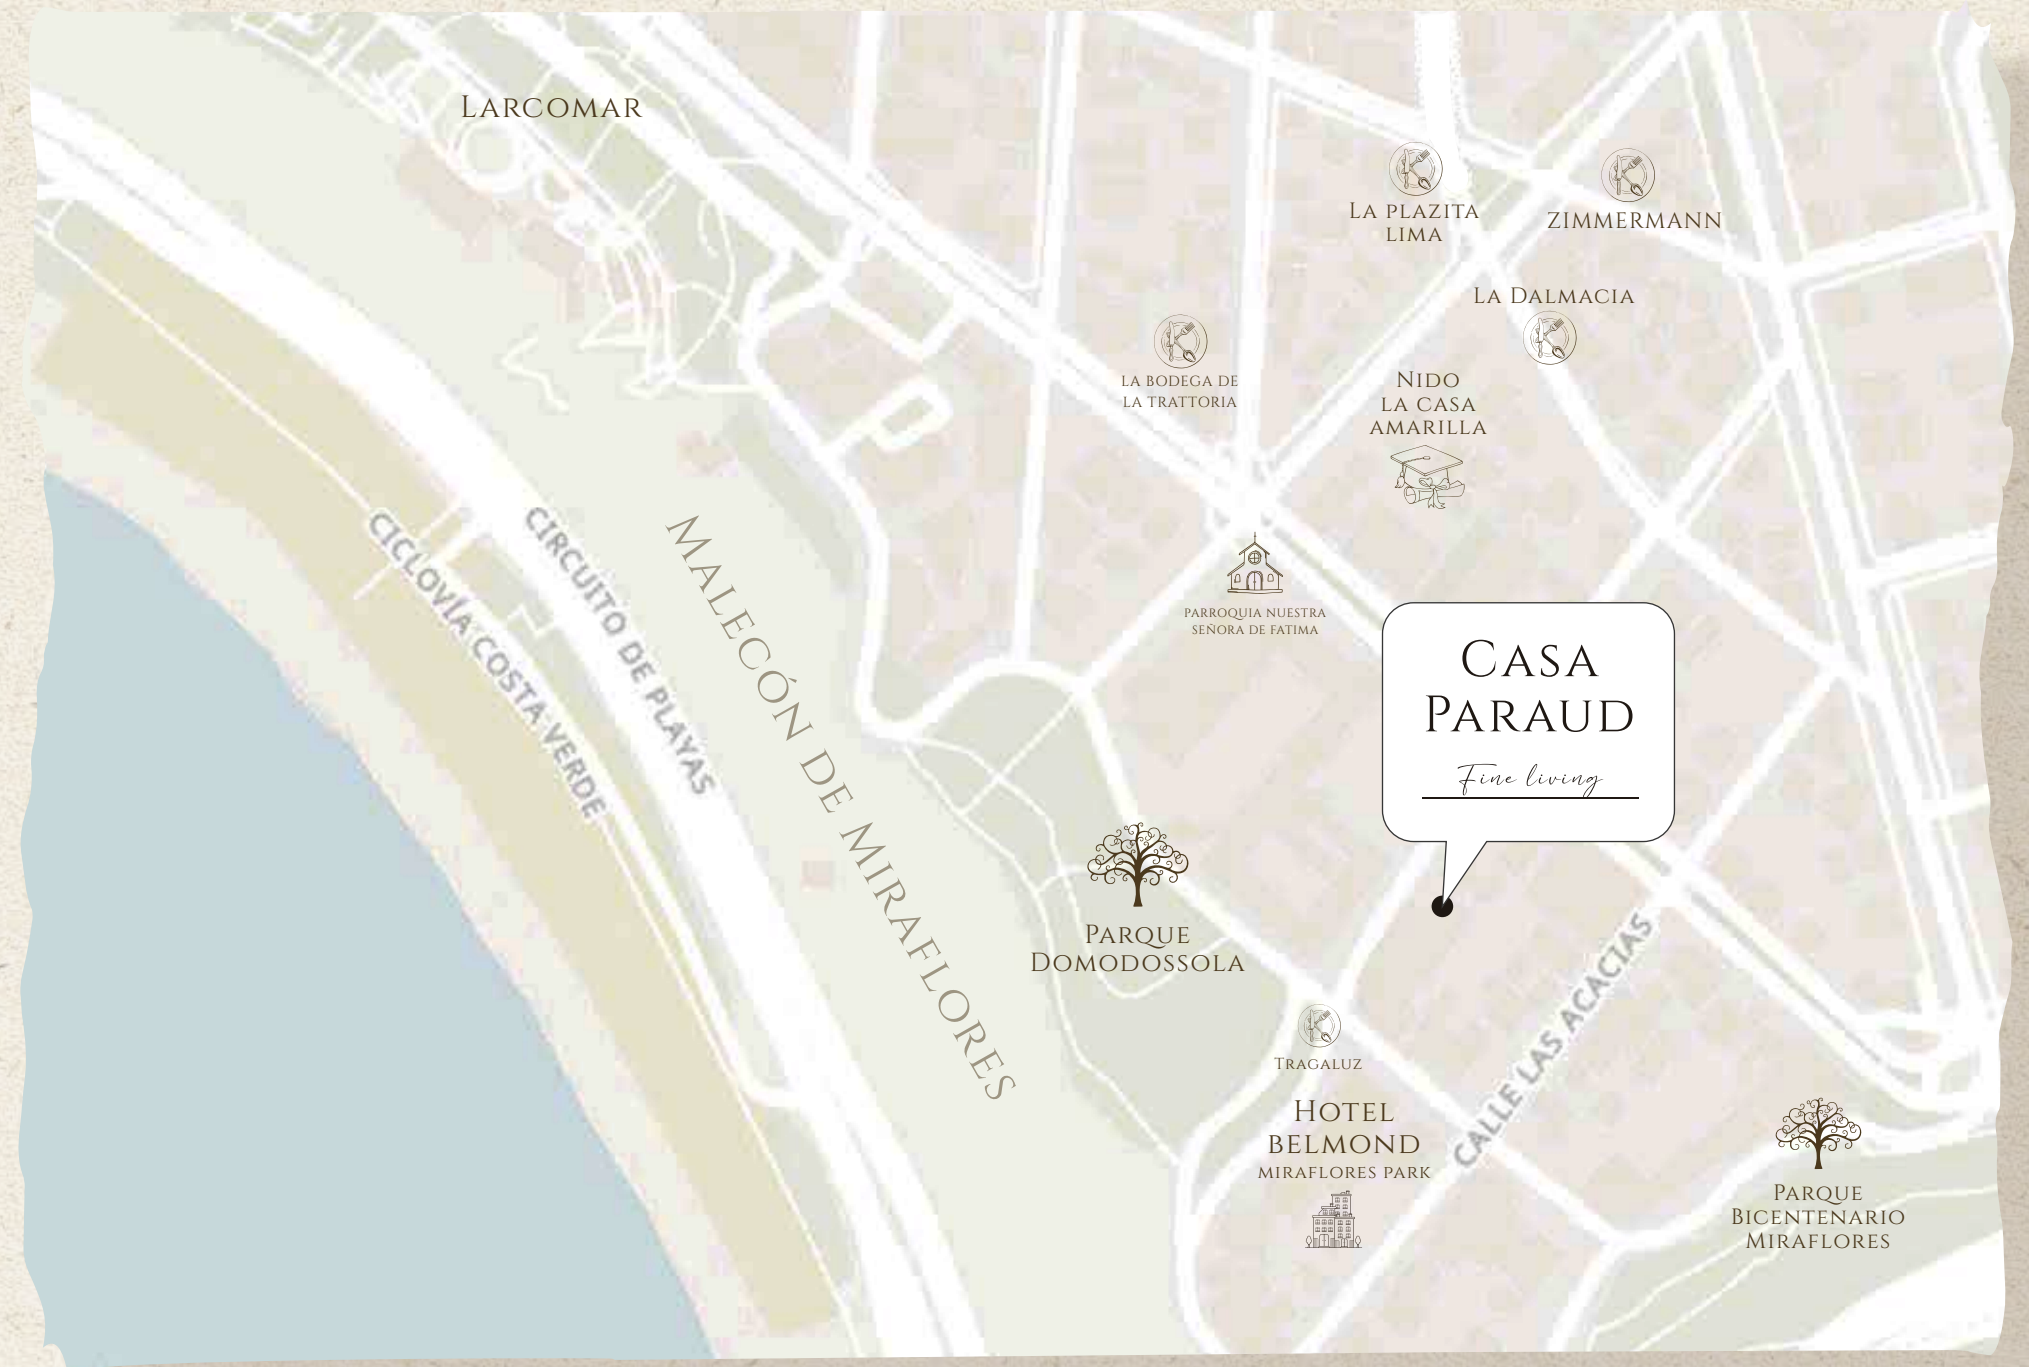 Larcomar
La plazita
lima
Zimmermann
La Dalmacia
La bodega de
la trattoria
Nido
la casa
amarilla
Ciclovía Costa Verde
Circuito de Playas
Malecón de Miraflores
Parroquia Nuestra
Señora de Fatima
Casa
Paraud
Fine living
Parque
Domodossola
Calle Las Acacias
Tragaluz
Hotel
Belmond
Miraflores Park
Parque
Bicentenario
Miraflores